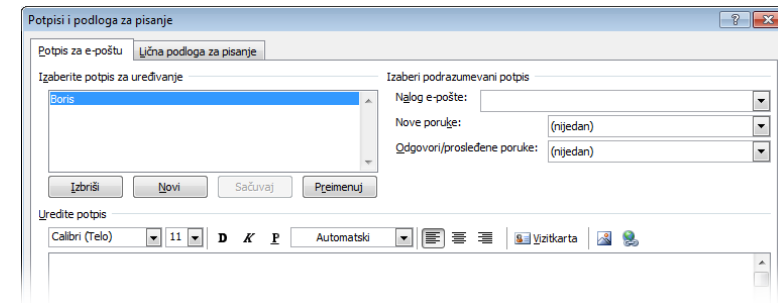 Potpisi i podloga za pisanje
Potpis za e-poštu Lična podloga za pisanje
Izaberite potpis za uređivanje
Boris
Izbriši Novi Sačuvaj Preimenuj
Izaberi podrazumevani potpis
Nalog e-pošte:
Nove poruke: (nijedan)
Odgovori/prosleđene poruke: (nijedan)
Uredite potpis
Calibri (Telo) 11 D K P Automatski Vizitkarta